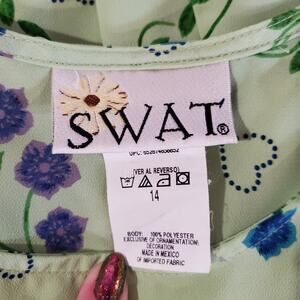 SWAT®
(VER AL REVERSO)
14
BODY: 100% POLYESTER
EXCLUSIVE OF ORNAMENTATION/
DECORATION
MADE IN MEXICO
OF IMPORTED FABRIC